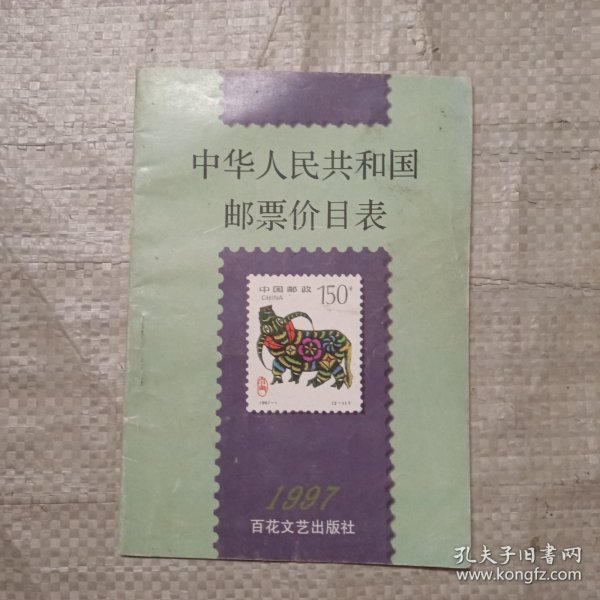 中华人民共和国
邮票价目表
中国邮政
CHINA
150
1997
百花文艺出版社
孔夫子旧书网
www.kongfz.com